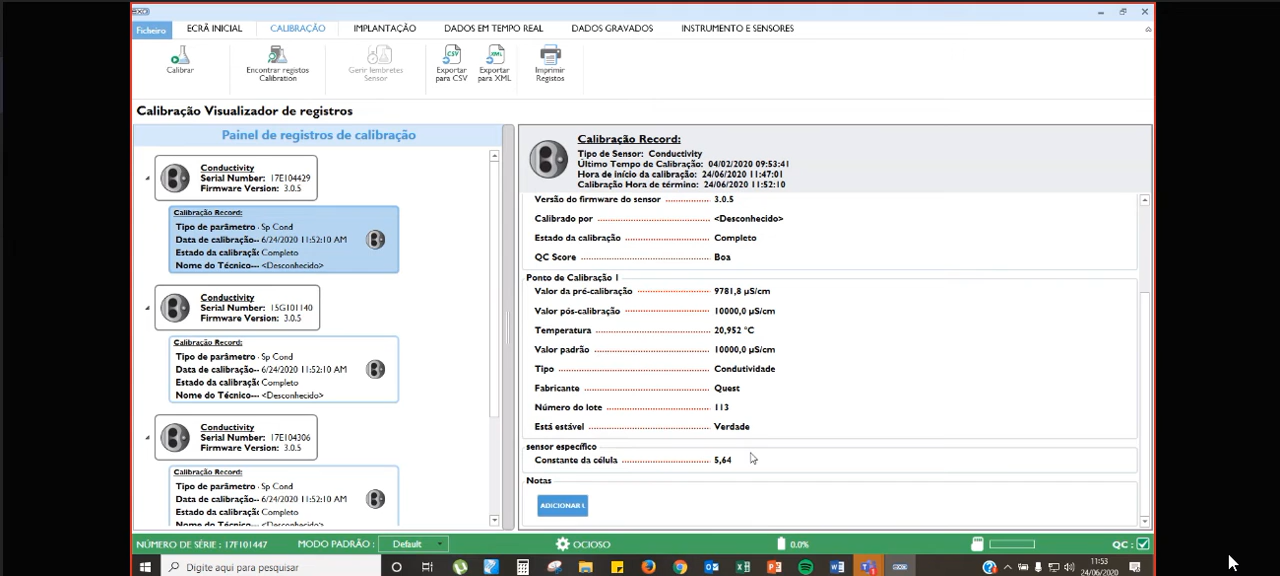 EXO
Ficheiro ECRÃ INICIAL CALIBRAÇÃO IMPLANTAÇÃO DADOS EM TEMPO REAL DADOS GRAVADOS INSTRUMENTO E SENSORES
Calibrar
Encontrar registos
Calibration
Gerir lembretes
Sensor
Exportar
para CSV
Exportar
para XML
Imprimir
Registos
Calibração Visualizador de registros
Painel de registros de calibração
Conductivity
Serial Number: 17E104429
Firmware Version: 3.0.5
Calibração Record:
Tipo de parâmetro Sp Cond
Data de calibração-- 6/24/2020 11:52:10 AM
Estado da calibraçã Completo
Nome do Técnico--- <Desconhecido>
Conductivity
Serial Number: 15G101140
Firmware Version: 3.0.5
Calibração Record:
Tipo de parâmetro Sp Cond
Data de calibração-- 6/24/2020 11:52:10 AM
Estado da calibraçã Completo
Nome do Técnico--- <Desconhecido>
Conductivity
Serial Number: 17E104306
Firmware Version: 3.0.5
Calibração Record:
Tipo de parâmetro Sp Cond
Data de calibração-- 6/24/2020 11:52:10 AM
Estado da calibraçã Completo
Nome do Técnico--- <Desconhecido>
Calibração Record:
Tipo de Sensor: Conductivity
Último Tempo de Calibração: 04/02/2020 09:53:41
Hora de início da calibração: 24/06/2020 11:47:01
Calibração Hora de término: 24/06/2020 11:52:10
Versão do firmware do sensor 3.0.5
Calibrado por <Desconhecido>
Estado da calibração Completo
QC Score Boa
Ponto de Calibração 1
Valor da pré-calibração 9781,8 µS/cm
Valor pós-calibração 10000,0 µS/cm
Temperatura 20,952 °C
Valor padrão 10000,0 µS/cm
Tipo Condutividade
Fabricante Quest
Número do lote 113
Está estável Verdade
sensor específico
Constante da célula 5,64
Notas
ADICIONAR
NÚMERO DE SÉRIE : 17F101447 MODO PADRÃO : Default OCIOSO 0.0% QC :
Digite aqui para pesquisar
11:53
24/06/2020